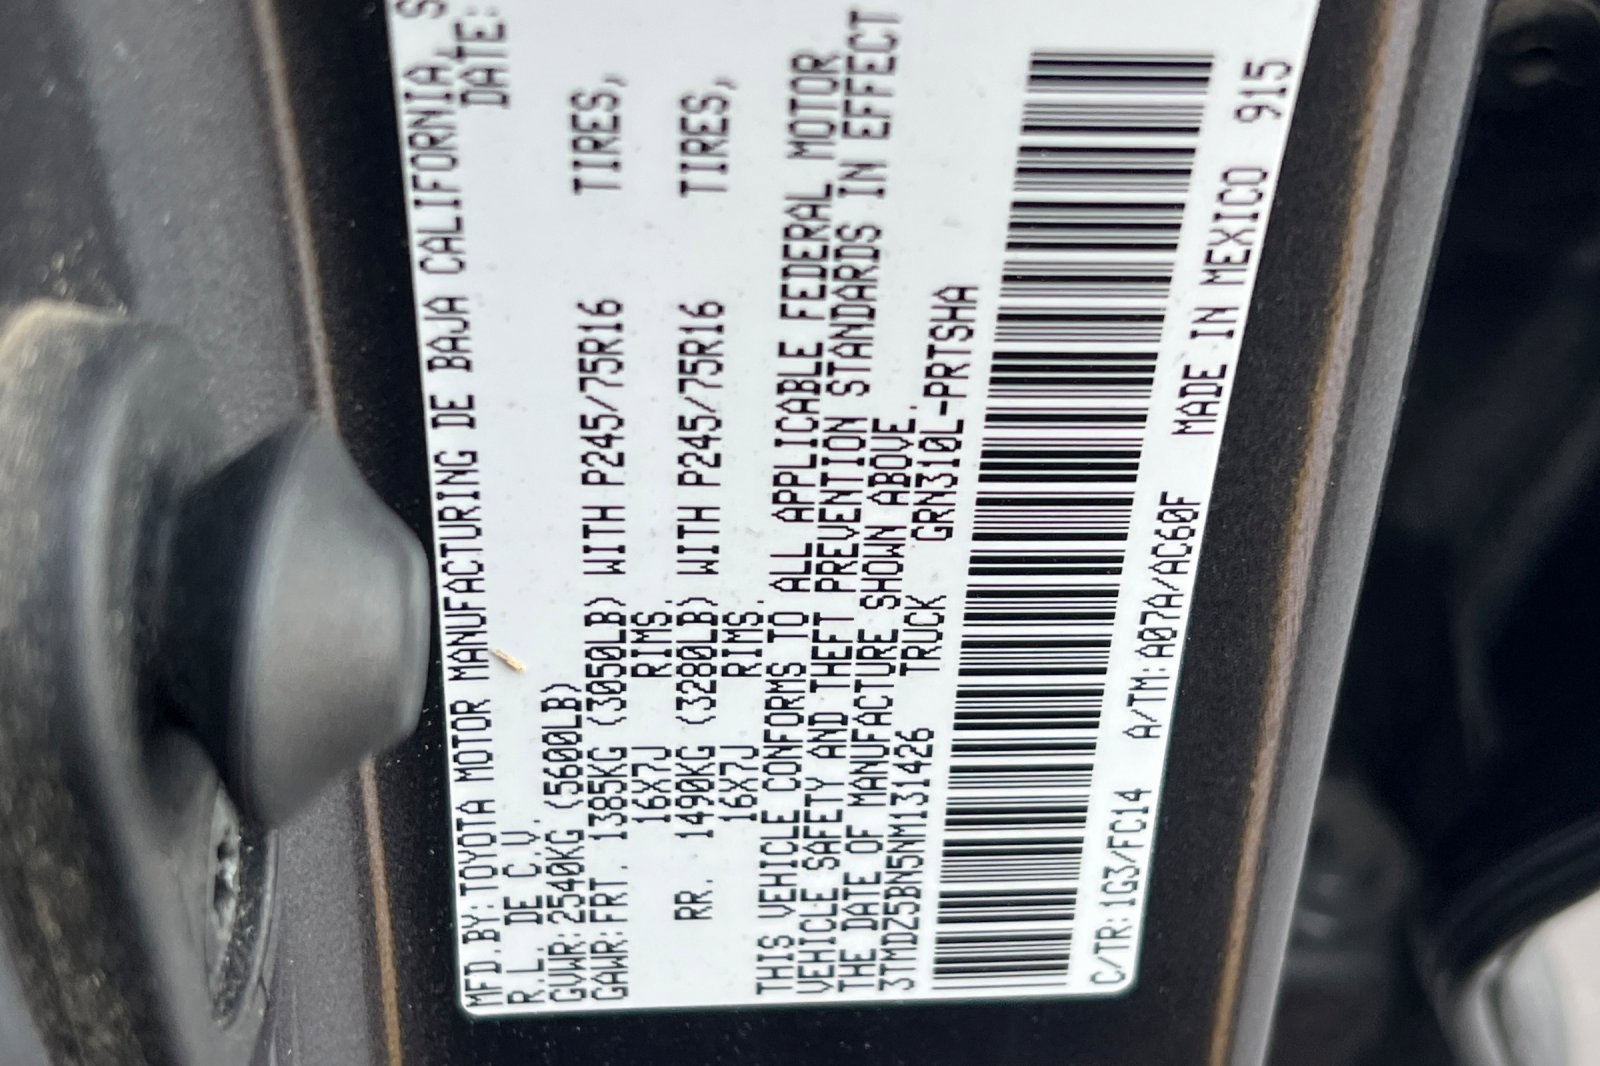 MFD.BY:TOYOTA MOTOR MANUFACTURING DE BAJA CALIFORNIA, S
R.L. DE C.V. DATE:
GVWR:2540KG (5600LB)
GAWR:FRT. 1385KG (3050LB) WITH P245/75R16 TIRES,
16X7J RIMS.
RR. 1490KG (3280LB) WITH P245/75R16 TIRES,
16X7J RIMS.
THIS VEHICLE CONFORMS TO ALL APPLICABLE FEDERAL MOTOR
VEHICLE SAFETY AND THEFT PREVENTION STANDARDS IN EFFECT
THE DATE OF MANUFACTURE SHOWN ABOVE.
3TMDZ5BN5NM131426 TRUCK GRN310L-PRTSHA
C/TR:1G3/FC14 A/TM:A07A/AC60F MADE IN MEXICO 915